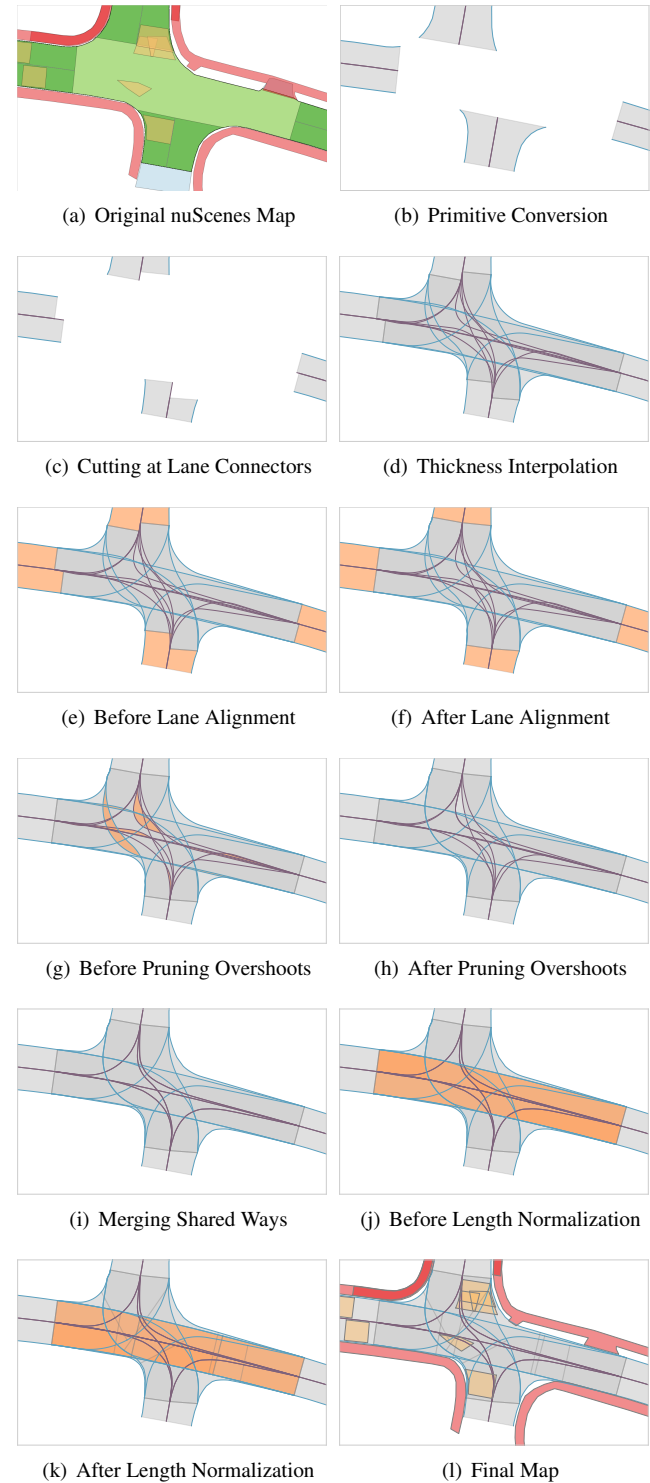 (a) Original nuScenes Map
(b) Primitive Conversion
(c) Cutting at Lane Connectors
(d) Thickness Interpolation
(e) Before Lane Alignment
(f) After Lane Alignment
(g) Before Pruning Overshoots
(h) After Pruning Overshoots
(i) Merging Shared Ways
(j) Before Length Normalization
(k) After Length Normalization
(l) Final Map